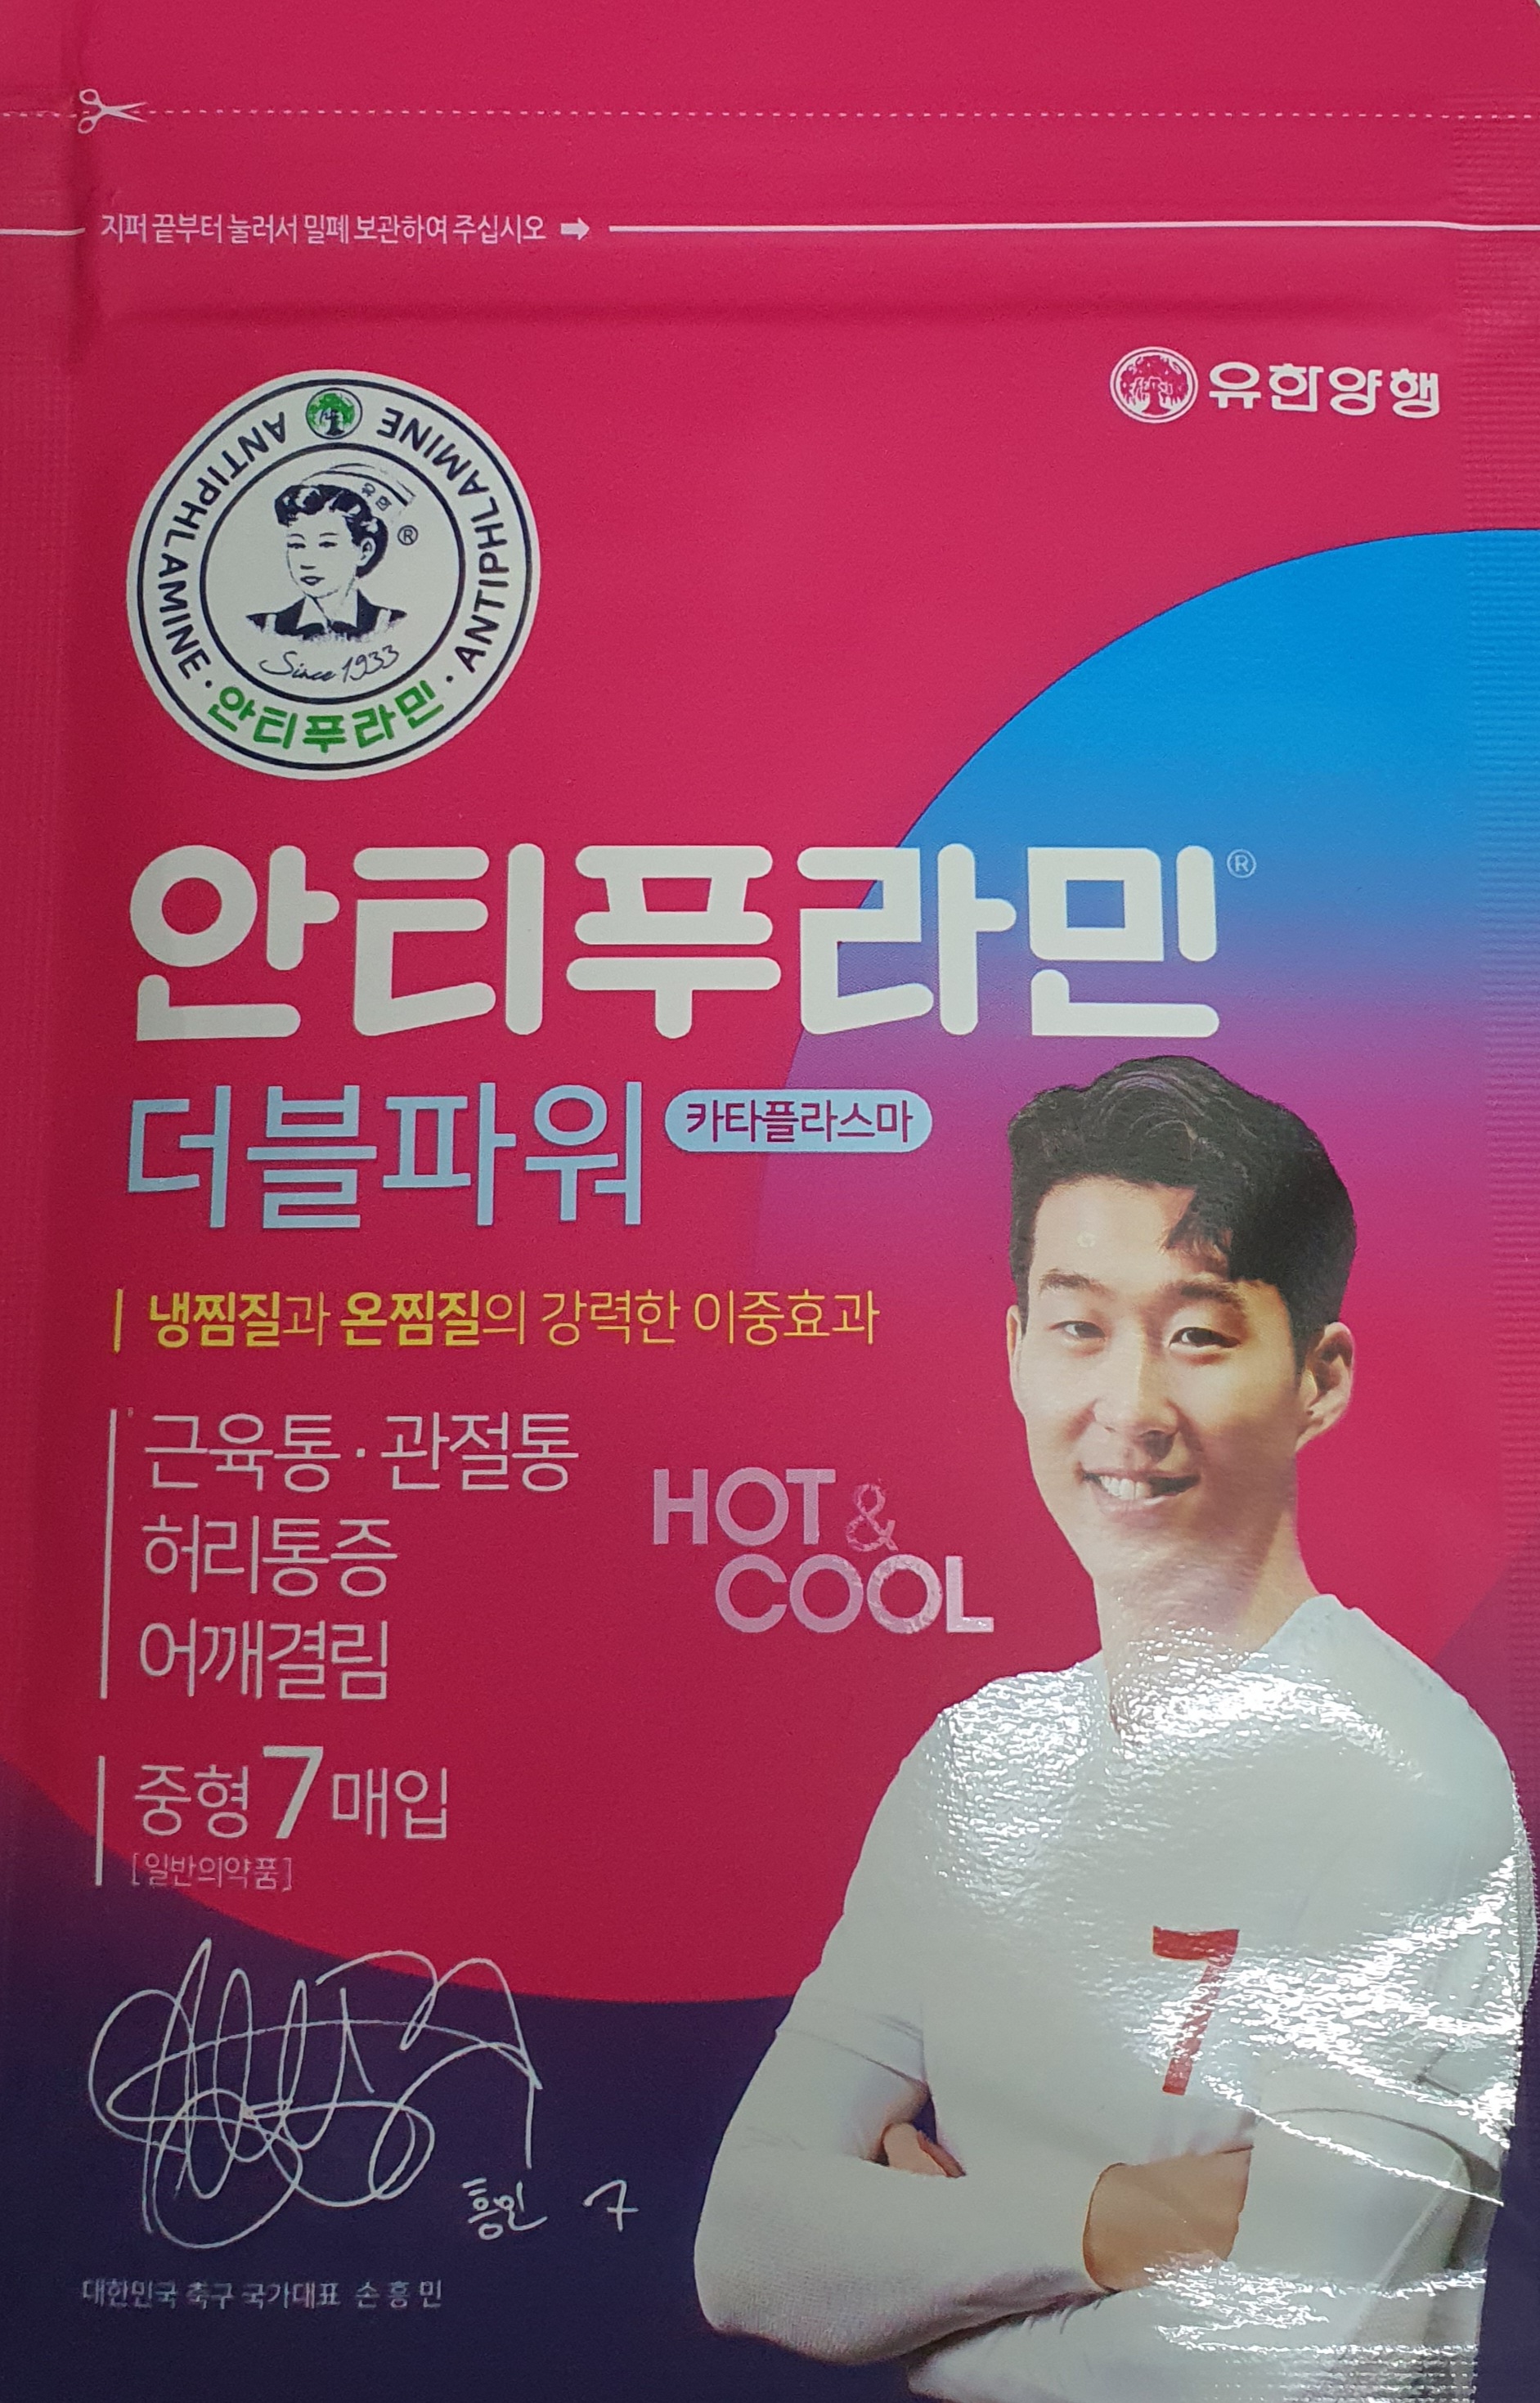 지퍼 끝부터 눌러서 밀폐 보관하여 주십시오
유한양행
ANTIPHLAMINE · 안티푸라민 · ANTIPHLAMINE
유한
®
Since 1933
안티푸라민®
더블파워 카타플라스마
냉찜질과 온찜질의 강력한 이중효과
근육통·관절통
허리통증
어깨결림
HOT &
COOL
중형 7매입
[일반의약품]
7
흥민 7
대한민국 축구 국가대표 손흥민